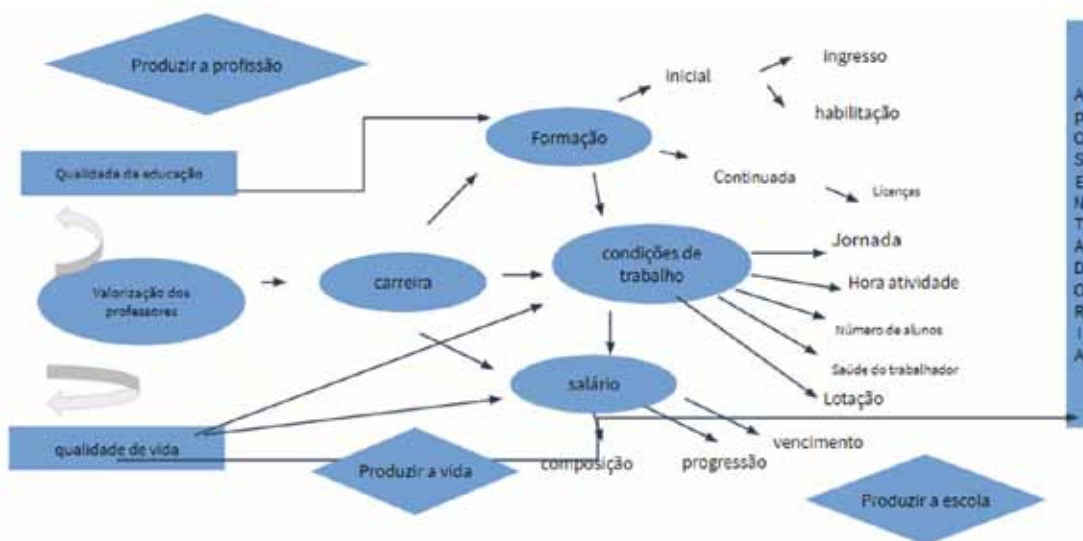 Produzir a profissão
Inicial
Ingresso
habilitação
Formação
Qualidade da educação
Continuada
Licenças
condições de
trabalho
Jornada
Hora atividade
Número de alunos
Saúde do trabalhador
Lotação
carreira
Valorização dos
professores
salário
vencimento
progressão
composição
qualidade de vida
Produzir a vida
Produzir a escola
APOSENTADORIA